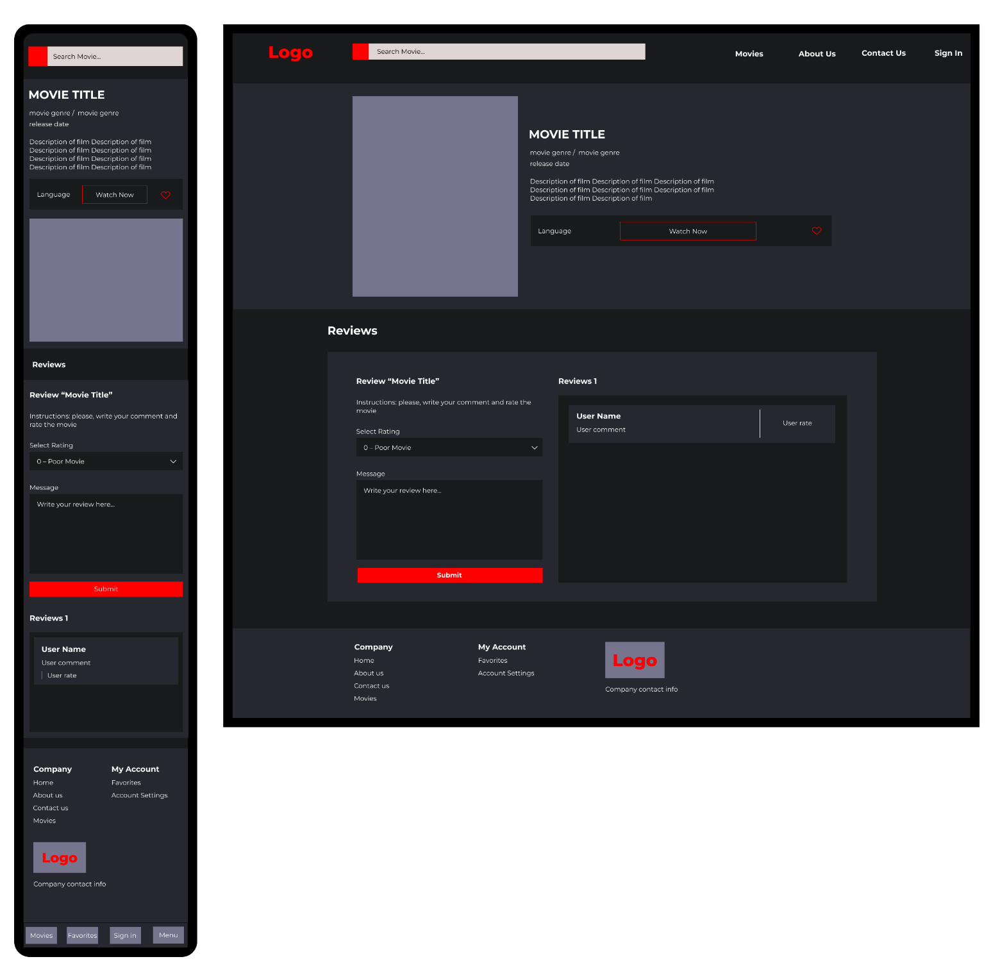 Search Movie...
MOVIE TITLE
movie genre /  movie genre
release date
Description of film Description of film
Description of film Description of film
Description of film Description of film
Description of film Description of film
Language
Watch Now
Reviews
Review “Movie Title”
Instructions: please, write your comment and
rate the movie
Select Rating
0 – Poor Movie
Message
Write your review here...
Submit
Reviews 1
User Name
User comment
User rate
Company
Home
About us
Contact us
Movies
My Account
Favorites
Account Settings
Logo
Company contact info
Movies
Favorites
Sign in
Menu
Logo
Search Movie...
Movies
About Us
Contact Us
Sign In
MOVIE TITLE
movie genre /  movie genre
release date
Description of film Description of film Description of film
Description of film Description of film Description of film
Description of film Description of film
Language
Watch Now
Reviews
Review “Movie Title”
Instructions: please, write your comment and rate the
movie
Select Rating
0 – Poor Movie
Message
Write your review here...
Submit
Reviews 1
User Name
User comment
User rate
Company
Home
About us
Contact us
Movies
My Account
Favorites
Account Settings
Logo
Company contact info